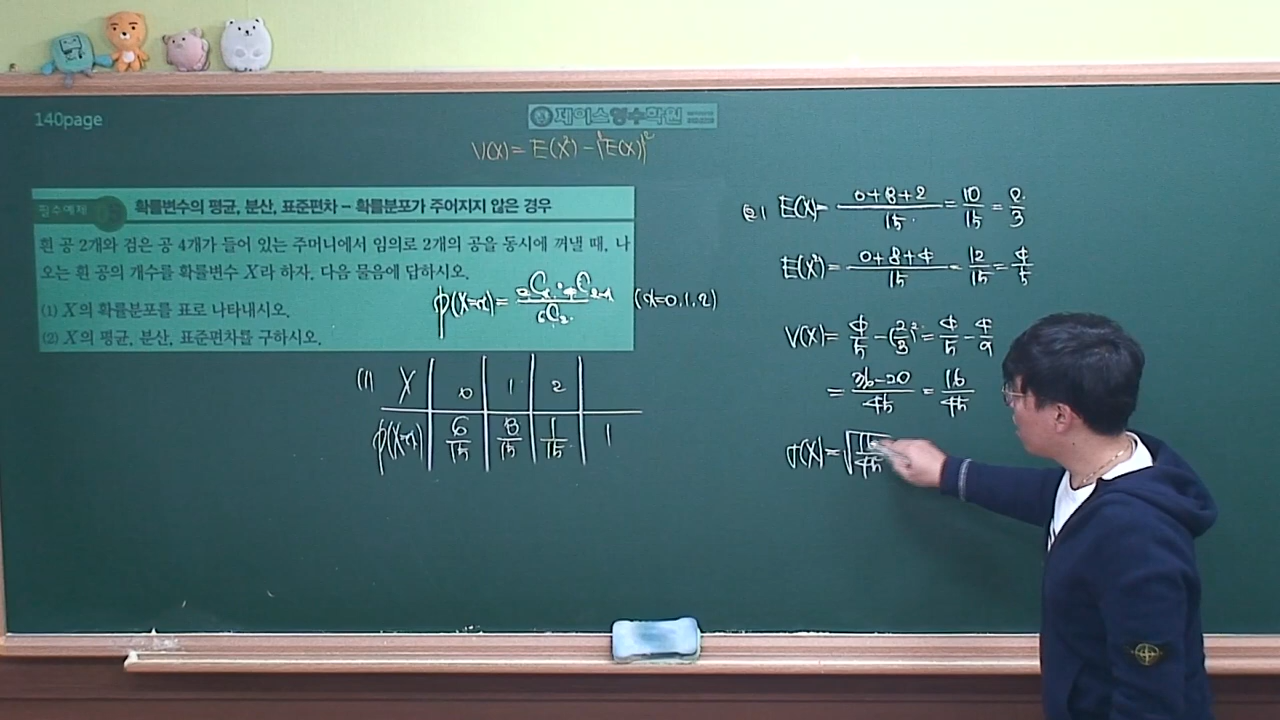 140page
제이스영수학원
V(X) = E(X²) - {E(X)}²
필수예제
확률변수의 평균, 분산, 표준편차 – 확률분포가 주어지지 않은 경우
흰 공 2개와 검은 공 4개가 들어 있는 주머니에서 임의로 2개의 공을 동시에 꺼낼 때, 나
오는 흰 공의 개수를 확률변수 X라 하자. 다음 물음에 답하시오.
(1) X의 확률분포를 표로 나타내시오.
(2) X의 평균, 분산, 표준편차를 구하시오.
p(X=x) = ₂Cₓ·₄C₂₋ₓ / ₆C₂ (x=0,1,2)
(1) X 0 1 2
p(X=x) 6/15 8/15 1/15 1
(2) E(X) = (0+8+2)/15 = 10/15 = 2/3
E(X²) = (0+8+4)/15 = 12/15 = 4/5
V(X) = 4/5 - (2/3)² = 4/5 - 4/9
= (36-20)/45 = 16/45
σ(X) = √(16/45)